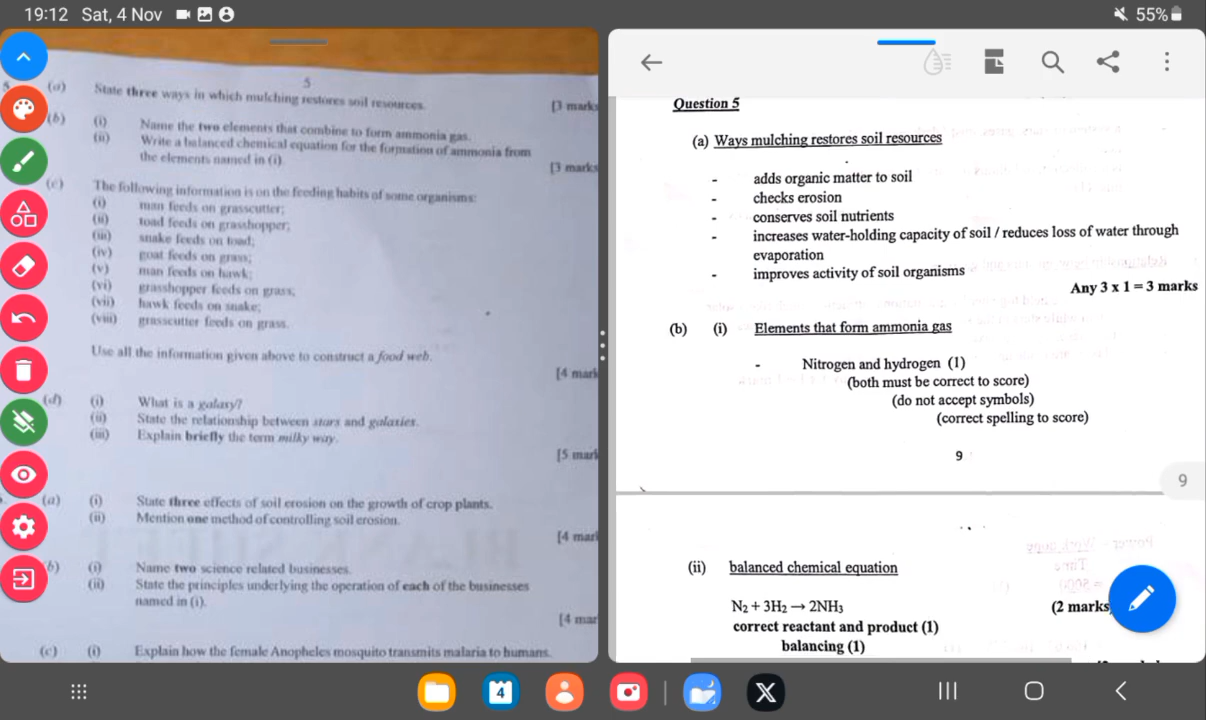 19:12 Sat, 4 Nov
55%
5
5 (a) State three ways in which mulching restores soil resources.
[3 marks
(b) (i) Name the two elements that combine to form ammonia gas.
(ii) Write a balanced chemical equation for the formation of ammonia from
the elements named in (i).
[3 marks
(c) The following information is on the feeding habits of some organisms:
(i) man feeds on grasscutter;
(ii) toad feeds on grasshopper;
(iii) snake feeds on toad;
(iv) goat feeds on grass;
(v) man feeds on hawk;
(vi) grasshopper feeds on grass;
(vii) hawk feeds on snake;
(viii) grasscutter feeds on grass.
Use all the information given above to construct a food web.
[4 mark
(d) (i) What is a galaxy?
(ii) State the relationship between stars and galaxies.
(iii) Explain briefly the term milky way.
[5 mark
(a) (i) State three effects of soil erosion on the growth of crop plants.
(ii) Mention one method of controlling soil erosion.
[4 mar
b) (i) Name two science related businesses.
(ii) State the principles underlying the operation of each of the businesses
named in (i).
[4 mar
(c) (i) Explain how the female Anopheles mosquito transmits malaria to humans.
Question 5
(a) Ways mulching restores soil resources
- adds organic matter to soil
- checks erosion
- conserves soil nutrients
- increases water-holding capacity of soil / reduces loss of water through
evaporation
- improves activity of soil organisms
Any 3 x 1 = 3 marks
(b) (i) Elements that form ammonia gas
- Nitrogen and hydrogen (1)
(both must be correct to score)
(do not accept symbols)
(correct spelling to score)
9
9
(ii) balanced chemical equation
N2 + 3H2 → 2NH3
(2 marks
correct reactant and product (1)
balancing (1)
4
X